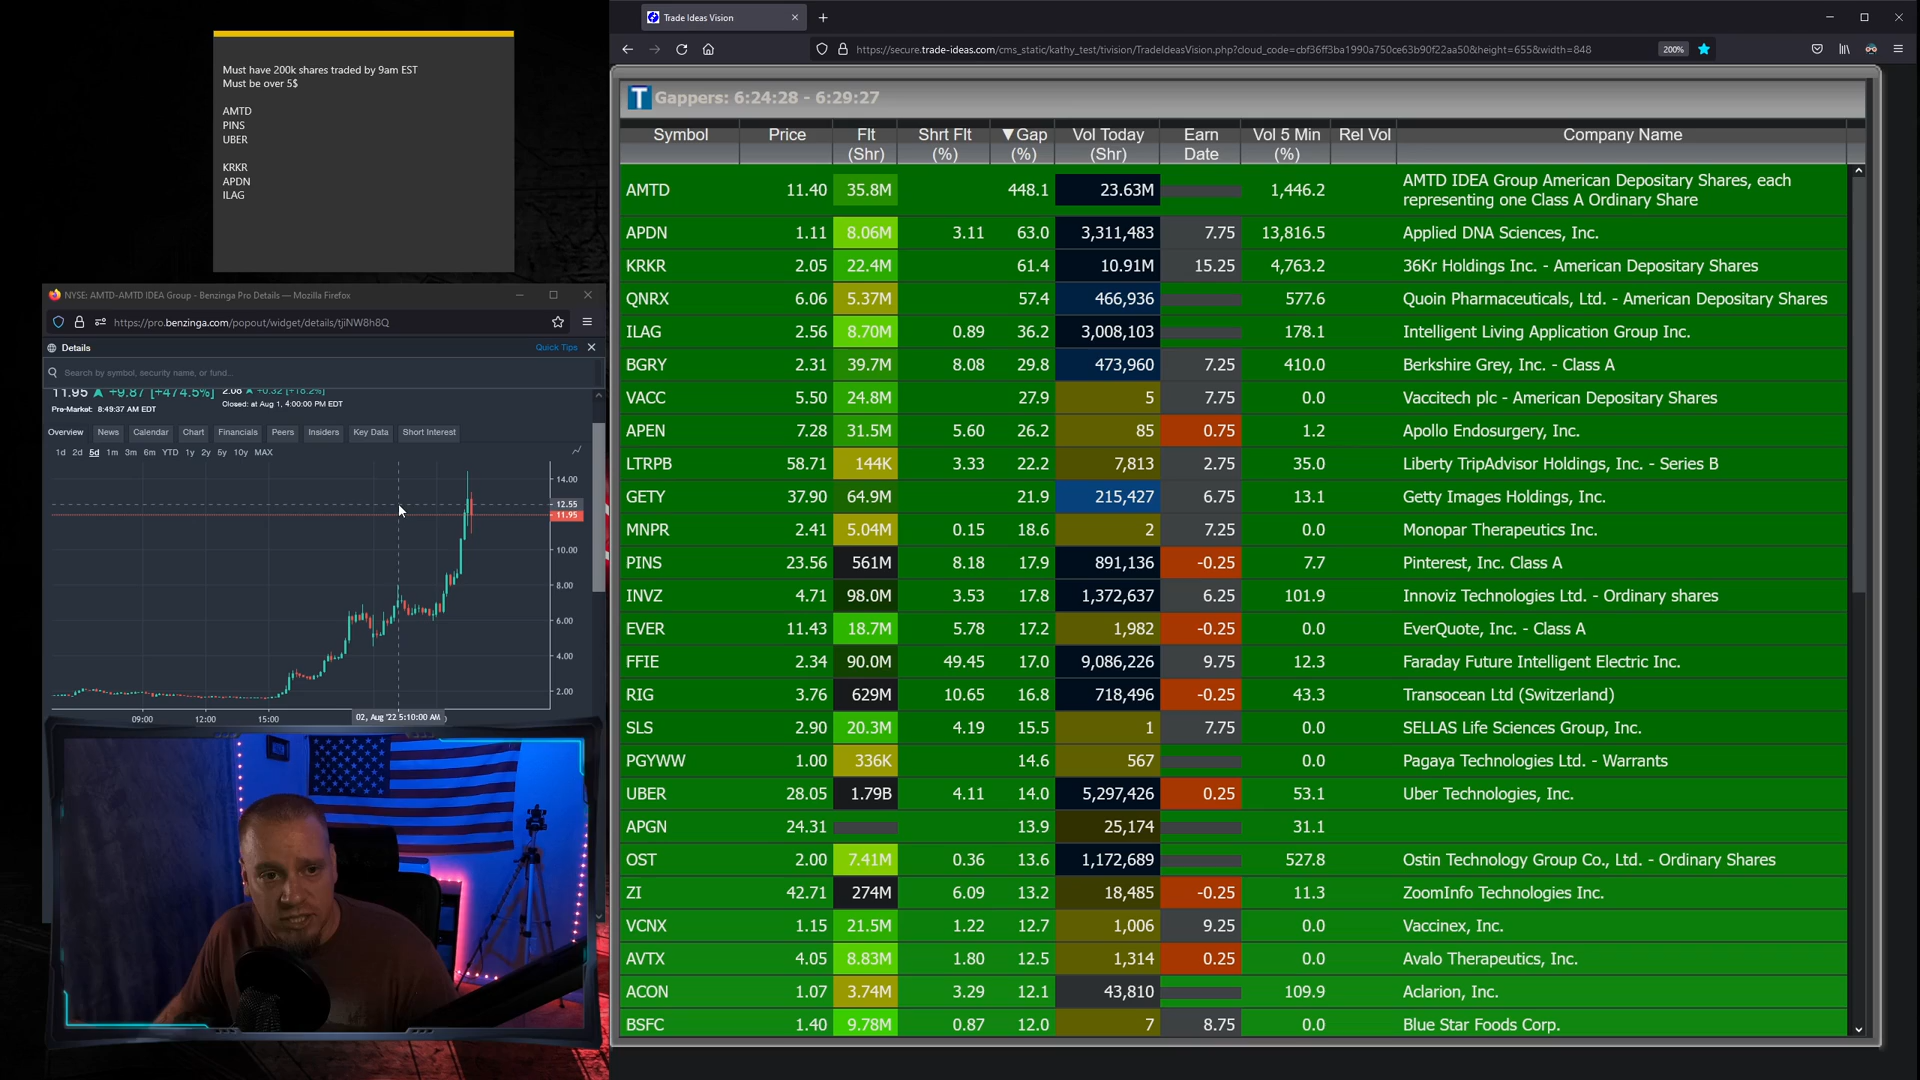 Must have 200k shares traded by 9am EST
Must be over 5$
AMTD
PINS
UBER
KRKR
APDN
ILAG
NYSE: AMTD-AMTD IDEA Group - Benzinga Pro Details — Mozilla Firefox
https://pro.benzinga.com/popout/widget/details/tjiNW8h8Q
Details
Quick Tips
Search by symbol, security name, or fund...
11.95 +9.87 [+474.5%] 2.08 +0.32 [+18.2%]
Pre-Market: 8:49:37 AM EDT Closed: at Aug 1, 4:00:00 PM EDT
Overview News Calendar Chart Financials Peers Insiders Key Data Short Interest
1d 2d 5d 1m 3m 6m YTD 1y 2y 5y 10y MAX
14.00
12.55
11.95
10.00
8.00
6.00
4.00
2.00
09:00 12:00 15:00 02, Aug '22 5:10:00 AM
Trade Ideas Vision
https://secure.trade-ideas.com/cms_static/kathy_test/tivision/TradeIdeasVision.php?cloud_code=cbf36ff3ba1990a750ce63b90f22aa50&height=655&width=848
200%
Gappers: 6:24:28 - 6:29:27
Symbol Price Flt (Shr) Shrt Flt (%) ▼Gap (%) Vol Today (Shr) Earn Date Vol 5 Min (%) Rel Vol Company Name
AMTD 11.40 35.8M 448.1 23.63M 1,446.2 AMTD IDEA Group American Depositary Shares, each representing one Class A Ordinary Share
APDN 1.11 8.06M 3.11 63.0 3,311,483 7.75 13,816.5 Applied DNA Sciences, Inc.
KRKR 2.05 22.4M 61.4 10.91M 15.25 4,763.2 36Kr Holdings Inc. - American Depositary Shares
QNRX 6.06 5.37M 57.4 466,936 577.6 Quoin Pharmaceuticals, Ltd. - American Depositary Shares
ILAG 2.56 8.70M 0.89 36.2 3,008,103 178.1 Intelligent Living Application Group Inc.
BGRY 2.31 39.7M 8.08 29.8 473,960 7.25 410.0 Berkshire Grey, Inc. - Class A
VACC 5.50 24.8M 27.9 5 7.75 0.0 Vaccitech plc - American Depositary Shares
APEN 7.28 31.5M 5.60 26.2 85 0.75 1.2 Apollo Endosurgery, Inc.
LTRPB 58.71 144K 3.33 22.2 7,813 2.75 35.0 Liberty TripAdvisor Holdings, Inc. - Series B
GETY 37.90 64.9M 21.9 215,427 6.75 13.1 Getty Images Holdings, Inc.
MNPR 2.41 5.04M 0.15 18.6 2 7.25 0.0 Monopar Therapeutics Inc.
PINS 23.56 561M 8.18 17.9 891,136 -0.25 7.7 Pinterest, Inc. Class A
INVZ 4.71 98.0M 3.53 17.8 1,372,637 6.25 101.9 Innoviz Technologies Ltd. - Ordinary shares
EVER 11.43 18.7M 5.78 17.2 1,982 -0.25 0.0 EverQuote, Inc. - Class A
FFIE 2.34 90.0M 49.45 17.0 9,086,226 9.75 12.3 Faraday Future Intelligent Electric Inc.
RIG 3.76 629M 10.65 16.8 718,496 -0.25 43.3 Transocean Ltd (Switzerland)
SLS 2.90 20.3M 4.19 15.5 1 7.75 0.0 SELLAS Life Sciences Group, Inc.
PGYWW 1.00 336K 14.6 567 0.0 Pagaya Technologies Ltd. - Warrants
UBER 28.05 1.79B 4.11 14.0 5,297,426 0.25 53.1 Uber Technologies, Inc.
APGN 24.31 13.9 25,174 31.1
OST 2.00 7.41M 0.36 13.6 1,172,689 527.8 Ostin Technology Group Co., Ltd. - Ordinary Shares
ZI 42.71 274M 6.09 13.2 18,485 -0.25 11.3 ZoomInfo Technologies Inc.
VCNX 1.15 21.5M 1.22 12.7 1,006 9.25 0.0 Vaccinex, Inc.
AVTX 4.05 8.83M 1.80 12.5 1,314 0.25 0.0 Avalo Therapeutics, Inc.
ACON 1.07 3.74M 3.29 12.1 43,810 109.9 Aclarion, Inc.
BSFC 1.40 9.78M 0.87 12.0 7 8.75 0.0 Blue Star Foods Corp.